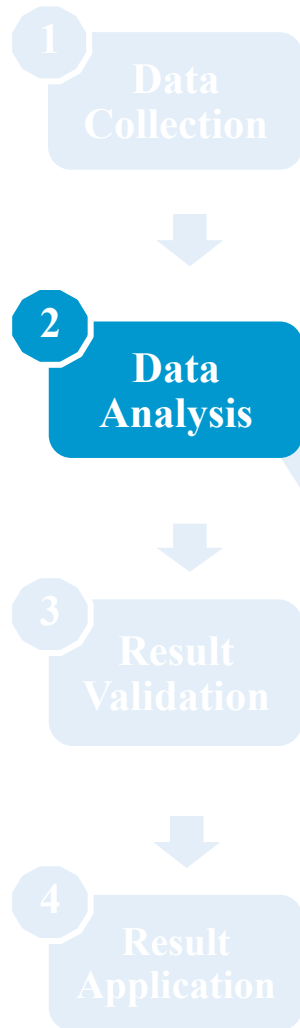 1
Data
Collection
2
Data
Analysis
3
Result
Validation
4
Result
Application